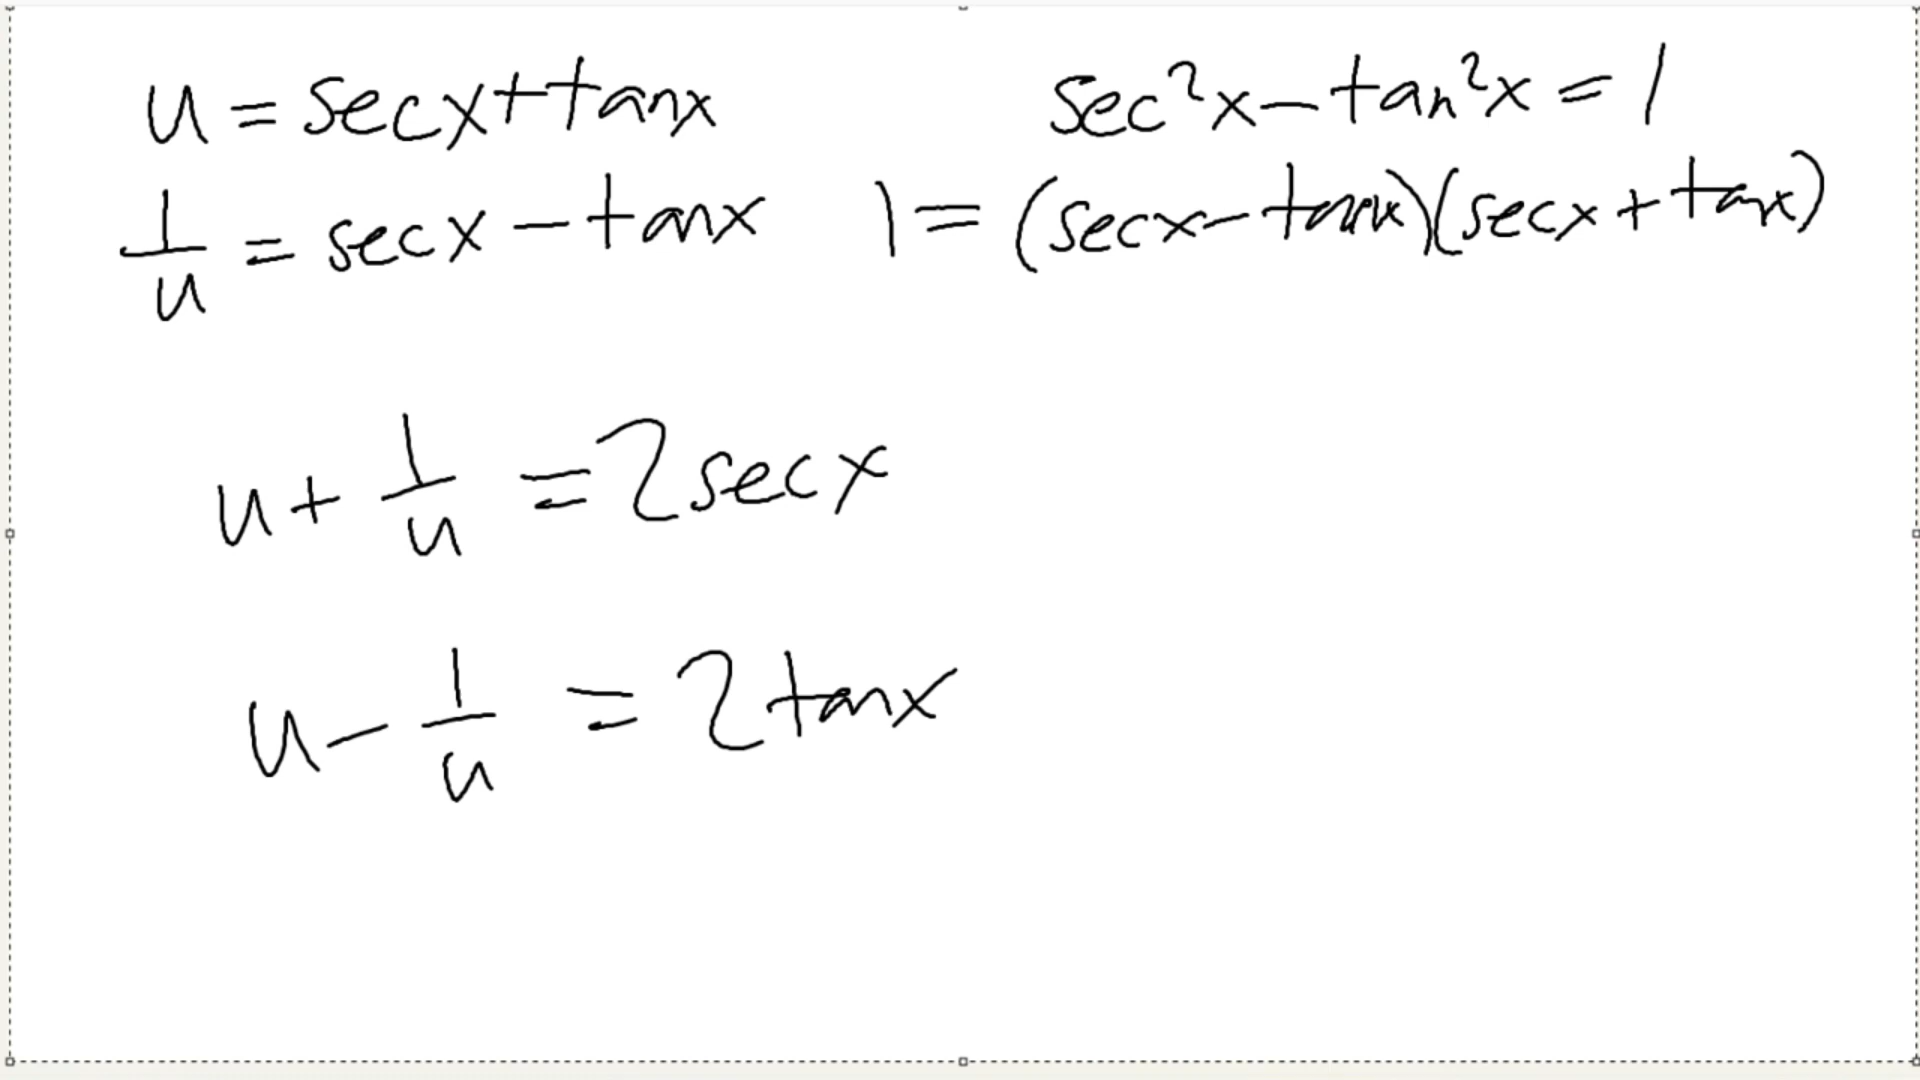 u = secx+tanx
sec²x-tan²x = 1
1/u = secx - tanx
1 = (secx-tanx)(secx+tanx)
u + 1/u = 2secx
u - 1/u = 2tanx